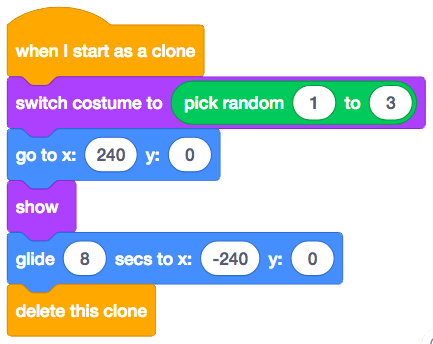 when I start as a clone
switch costume to pick random 1 to 3
go to x: 240 y: 0
show
glide 8 secs to x: -240 y: 0
delete this clone